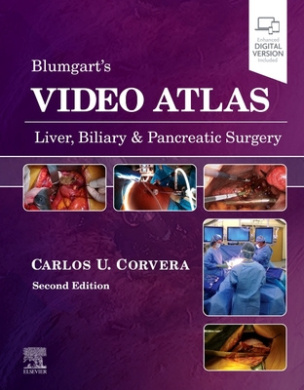 Enhanced
DIGITAL
VERSION
Included
Blumgart's
VIDEO ATLAS
Liver, Biliary & Pancreatic Surgery
CARLOS U. CORVERA
Second Edition
ELSEVIER